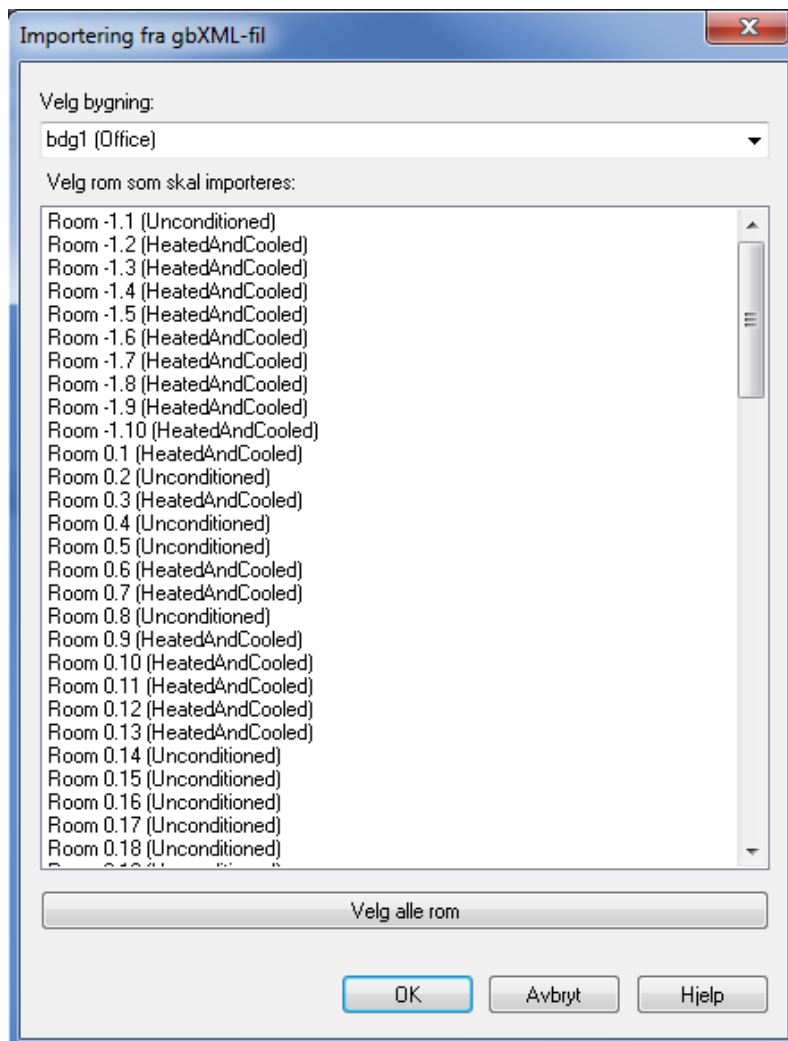 Importering fra gbXML-fil
Velg bygning:
bdg1 (Office)
Velg rom som skal importeres:
Room -1.1 (Unconditioned)
Room -1.2 (HeatedAndCooled)
Room -1.3 (HeatedAndCooled)
Room -1.4 (HeatedAndCooled)
Room -1.5 (HeatedAndCooled)
Room -1.6 (HeatedAndCooled)
Room -1.7 (HeatedAndCooled)
Room -1.8 (HeatedAndCooled)
Room -1.9 (HeatedAndCooled)
Room -1.10 (HeatedAndCooled)
Room 0.1 (HeatedAndCooled)
Room 0.2 (Unconditioned)
Room 0.3 (HeatedAndCooled)
Room 0.4 (Unconditioned)
Room 0.5 (Unconditioned)
Room 0.6 (HeatedAndCooled)
Room 0.7 (HeatedAndCooled)
Room 0.8 (Unconditioned)
Room 0.9 (HeatedAndCooled)
Room 0.10 (HeatedAndCooled)
Room 0.11 (HeatedAndCooled)
Room 0.12 (HeatedAndCooled)
Room 0.13 (HeatedAndCooled)
Room 0.14 (Unconditioned)
Room 0.15 (Unconditioned)
Room 0.16 (Unconditioned)
Room 0.17 (Unconditioned)
Room 0.18 (Unconditioned)
Velg alle rom
OK Avbryt Hjelp